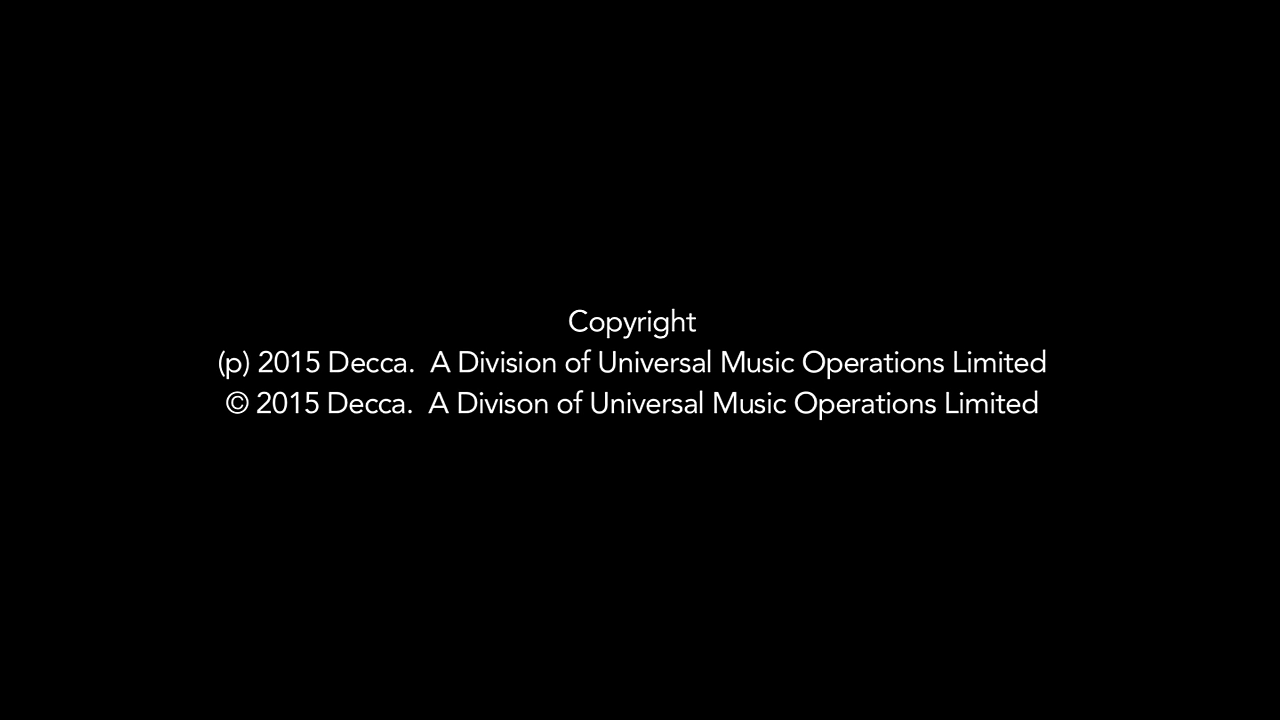 Copyright
(p) 2015 Decca.  A Division of Universal Music Operations Limited
© 2015 Decca.  A Divison of Universal Music Operations Limited